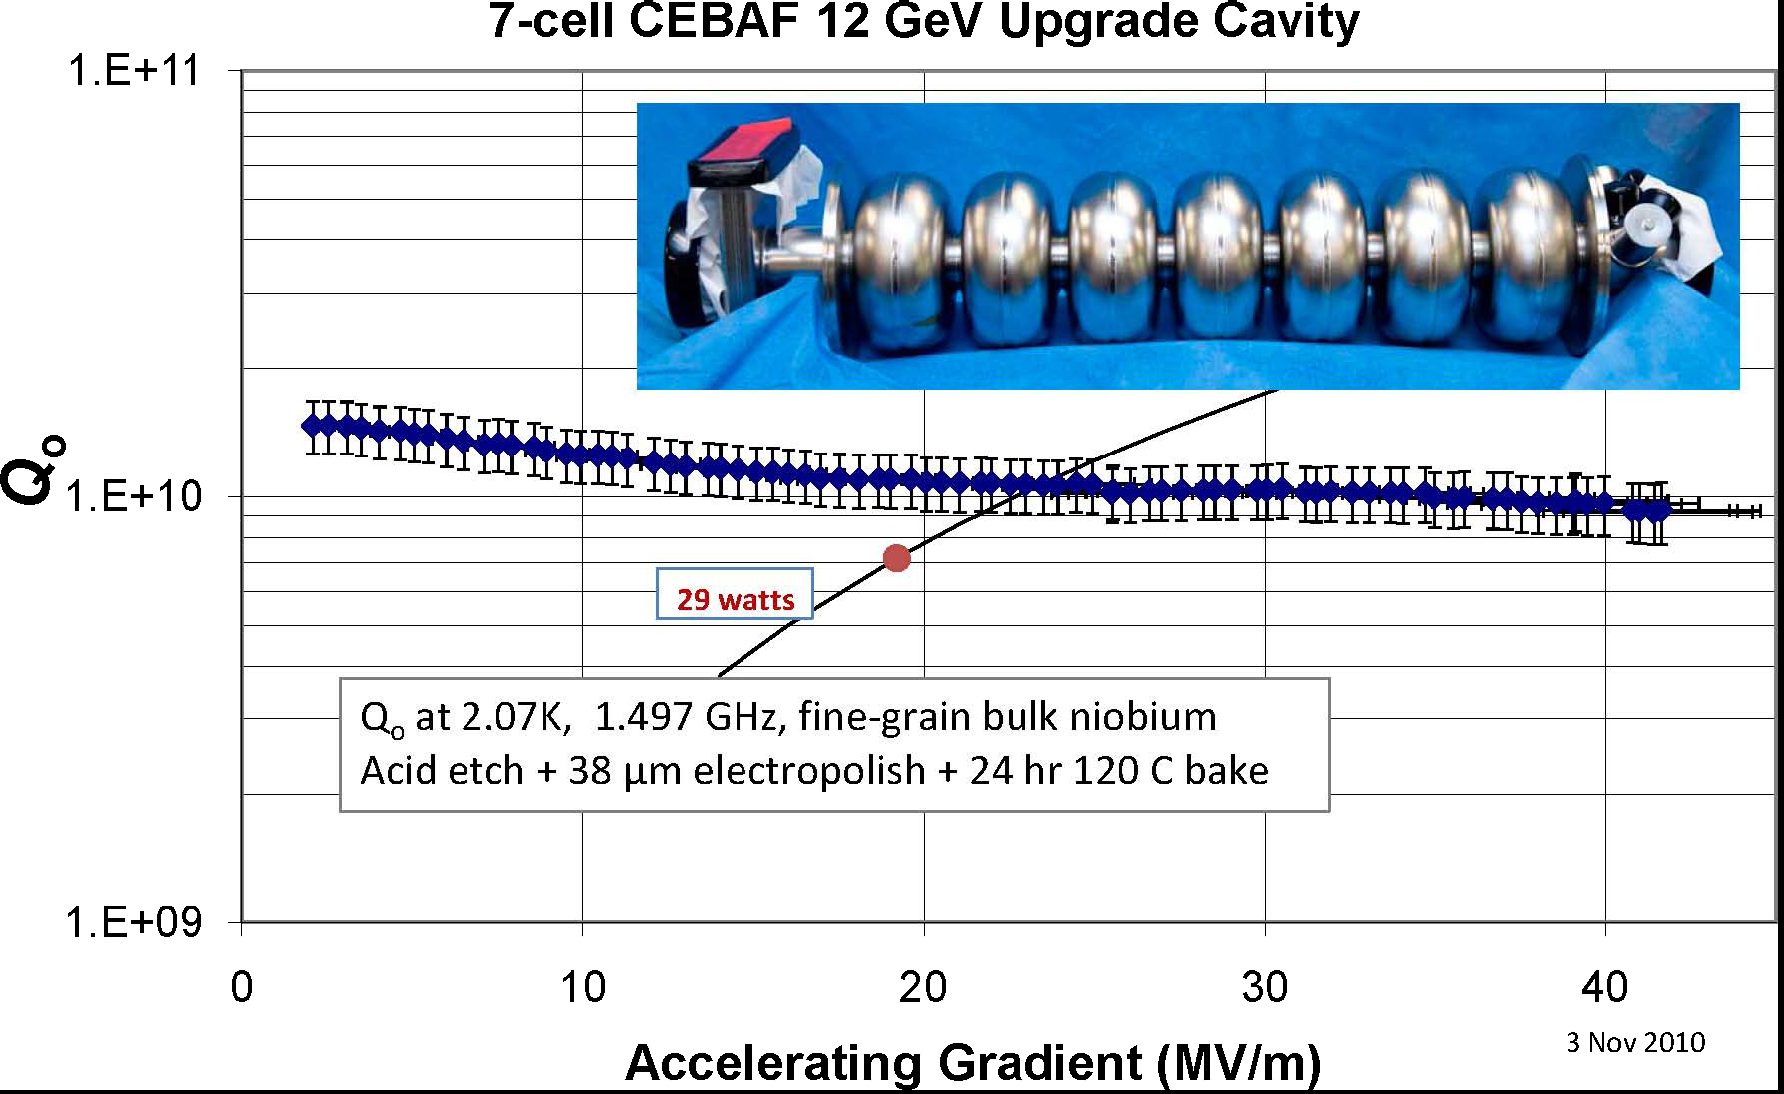 7-cell CEBAF 12 GeV Upgrade Cavity
1.E+11
1.E+10
1.E+09
Qo
29 watts
Qo at 2.07K, 1.497 GHz, fine-grain bulk niobium
Acid etch + 38 µm electropolish + 24 hr 120 C bake
0 10 20 30 40
3 Nov 2010
Accelerating Gradient (MV/m)